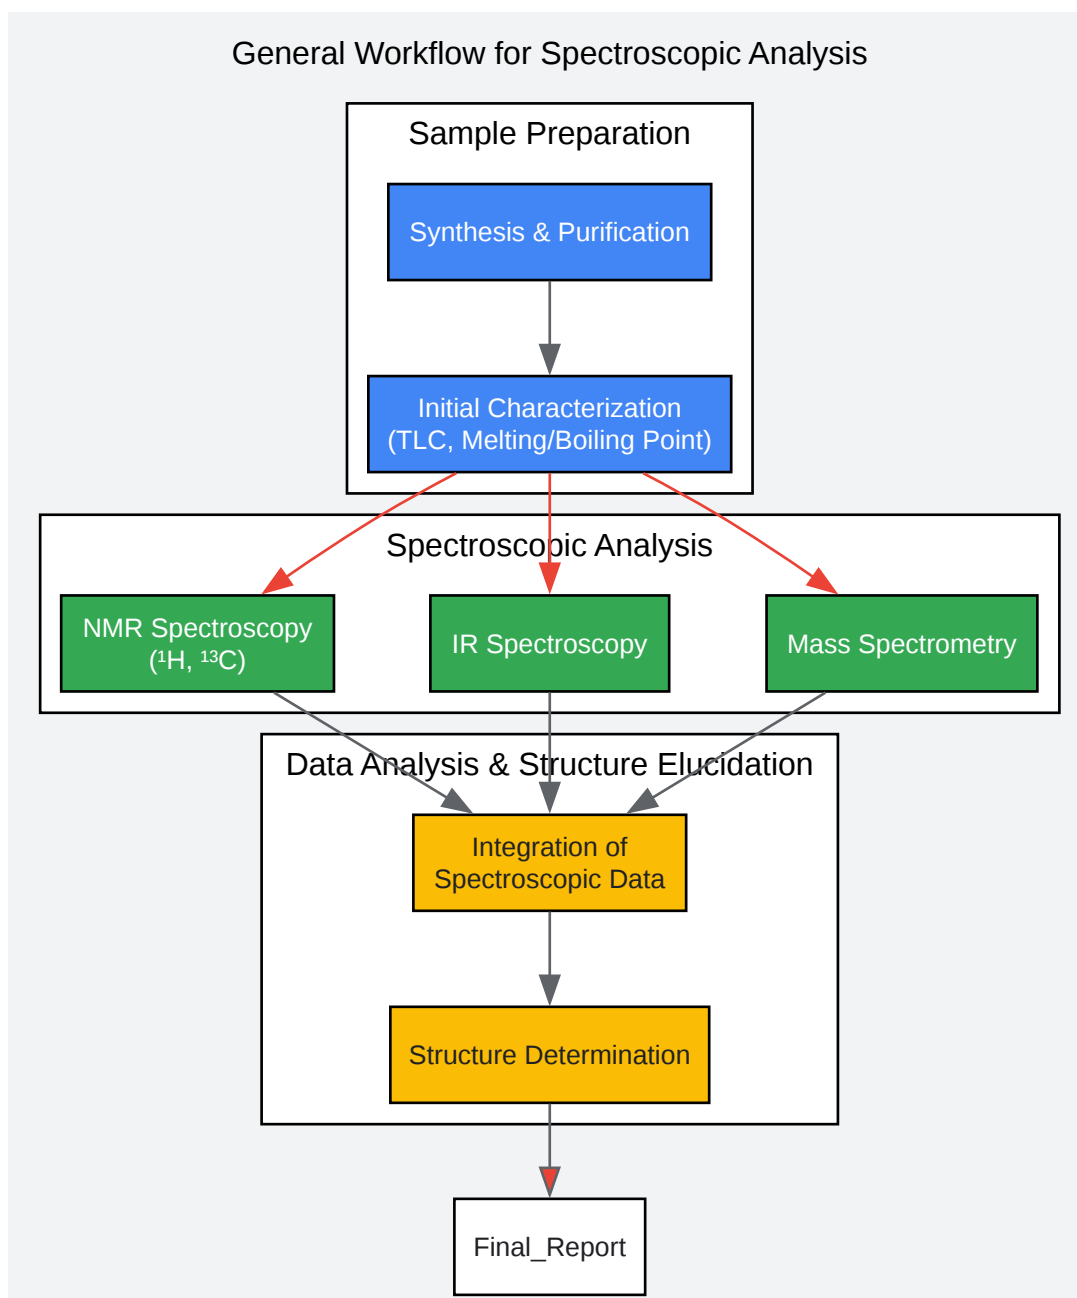 General Workflow for Spectroscopic Analysis
Sample Preparation
Synthesis & Purification
Initial Characterization
(TLC, Melting/Boiling Point)
Spectroscopic Analysis
NMR Spectroscopy
(¹H, ¹³C)
IR Spectroscopy
Mass Spectrometry
Data Analysis & Structure Elucidation
Integration of
Spectroscopic Data
Structure Determination
Final_Report